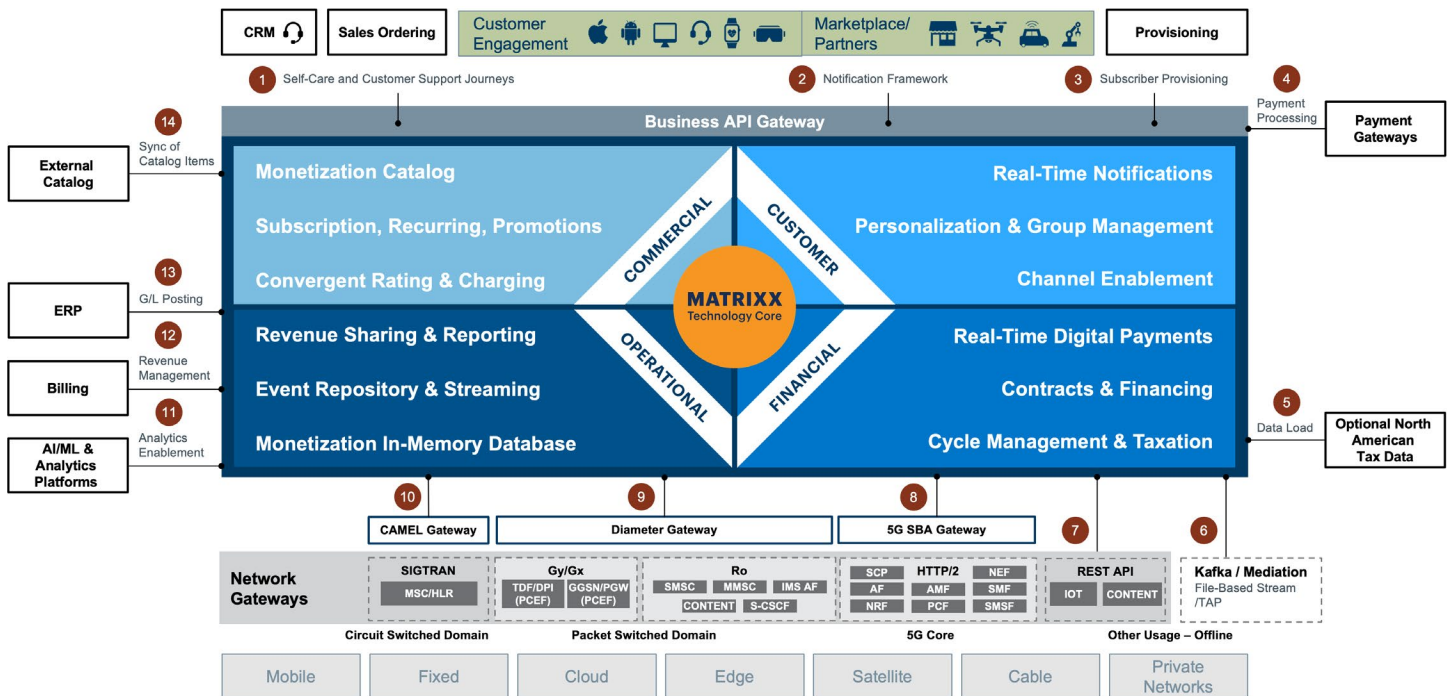 CRM
Sales Ordering
Customer
Engagement
Marketplace/
Partners
Provisioning
1 Self-Care and Customer Support Journeys
2 Notification Framework
3 Subscriber Provisioning
4
Payment
Processing
Payment
Gateways
Business API Gateway
14
Sync of
Catalog Items
External
Catalog
Monetization Catalog
Subscription, Recurring, Promotions
Convergent Rating & Charging
COMMERCIAL
CUSTOMER
Real-Time Notifications
Personalization & Group Management
Channel Enablement
MATRIXX
Technology Core
13
G/L Posting
ERP
12
Revenue
Management
Billing
11
Analytics
Enablement
AI/ML &
Analytics
Platforms
Revenue Sharing & Reporting
Event Repository & Streaming
Monetization In-Memory Database
OPERATIONAL
FINANCIAL
Real-Time Digital Payments
Contracts & Financing
Cycle Management & Taxation
5
Data Load
Optional North
American
Tax Data
10
9
8
7
6
CAMEL Gateway
Diameter Gateway
5G SBA Gateway
Network
Gateways
SIGTRAN
MSC/HLR
Gy/Gx
TDF/DPI
(PCEF)
GGSN/PGW
(PCEF)
Ro
SMSC
MMSC
IMS AF
CONTENT
S-CSCF
SCP
HTTP/2
NEF
AF
AMF
SMF
NRF
PCF
SMSF
REST API
IOT
CONTENT
Kafka / Mediation
File-Based Stream
/TAP
Circuit Switched Domain
Packet Switched Domain
5G Core
Other Usage – Offline
Mobile
Fixed
Cloud
Edge
Satellite
Cable
Private
Networks